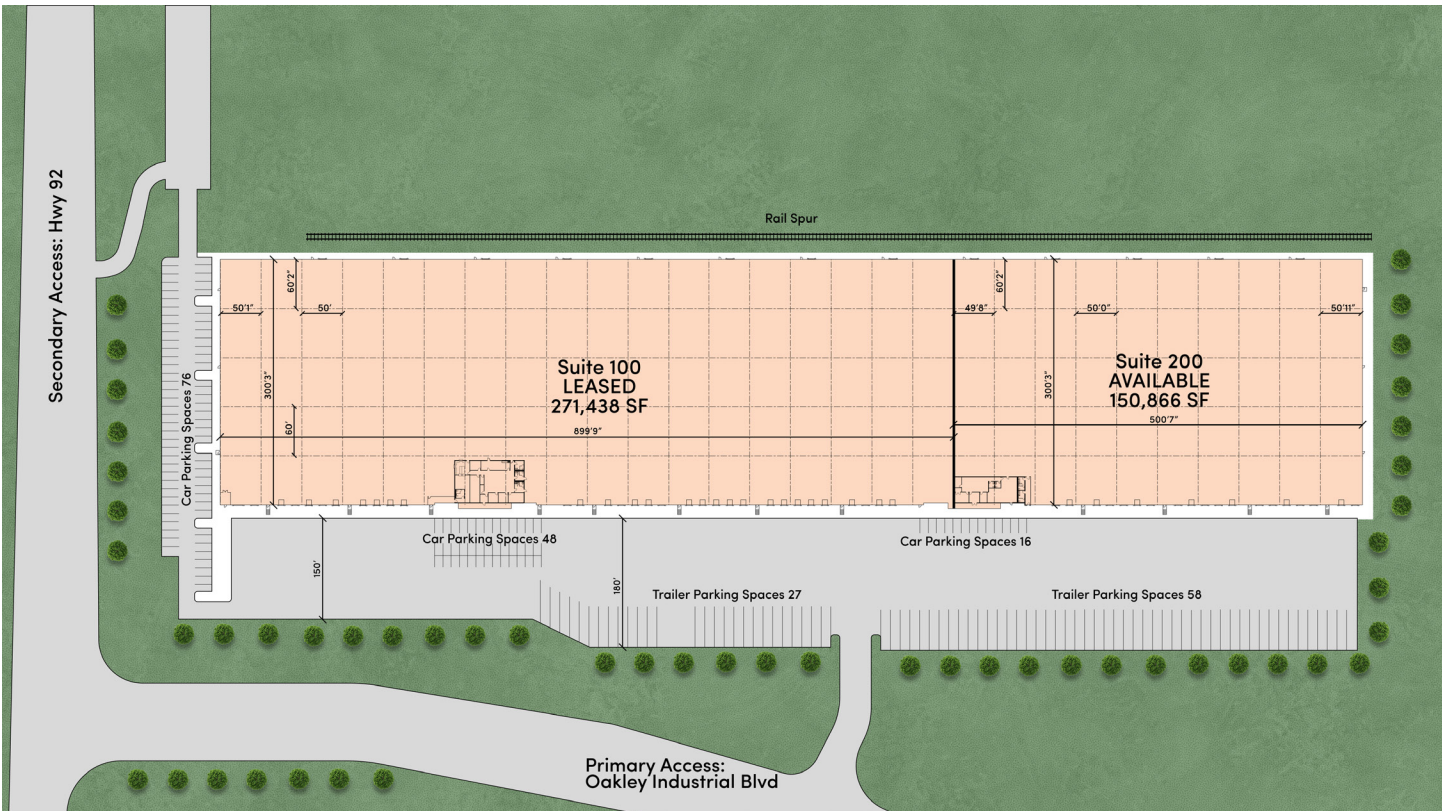 Secondary Access: Hwy 92
Rail Spur
60'2"
60'2"
50'1"
50'
49'8"
50'0"
50'11"
300'3"
300'3"
Suite 100
LEASED
271,438 SF
Suite 200
AVAILABLE
150,866 SF
500'7"
899'9"
60'
Car Parking Spaces 76
Car Parking Spaces 48
Car Parking Spaces 16
150'
180'
Trailer Parking Spaces 27
Trailer Parking Spaces 58
Primary Access:
Oakley Industrial Blvd